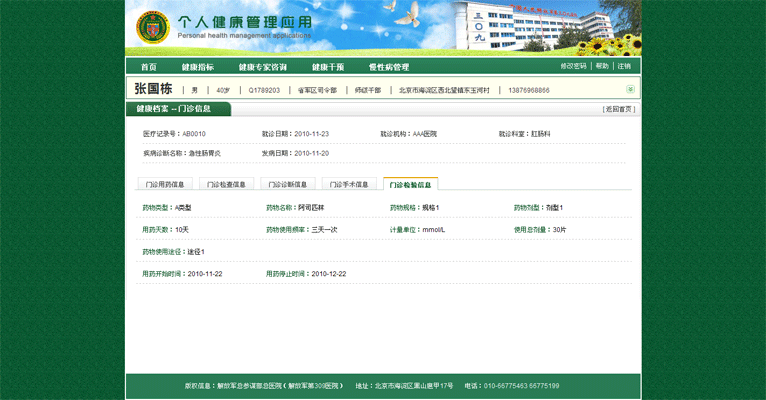 个人健康管理应用
Personal health management applications
三〇九
首页 健康指标 健康专家咨询 健康干预 慢性病管理 修改密码 | 帮助 | 注销
张国栋 | 男 | 40岁 | Q1789203 | 省军区司令部 | 师级干部 | 北京市海淀区西北望镇东玉河村 | 13876968866
健康档案 -- 门诊信息 [ 返回首页 ]
医疗记录号：AB0010 就诊日期：2010-11-23 就诊机构：AAA医院 就诊科室：肛肠科
疾病诊断名称：急性肠胃炎 发病日期：2010-11-20
门诊用药信息 门诊检查信息 门诊诊断信息 门诊手术信息 门诊检验信息
药物类型：A类型 药物名称：阿司匹林 药物规格：规格1 药物剂型：剂型1
用药天数：10天 药物使用频率：三天一次 计量单位：mmol/L 使用总剂量：30片
药物使用途径：途径1
用药开始时间：2010-11-22 用药停止时间：2010-12-22
版权信息：解放军总参谋部总医院（解放军第309医院） 地址：北京市海淀区黑山扈甲17号 电话：010-66775463 66775199